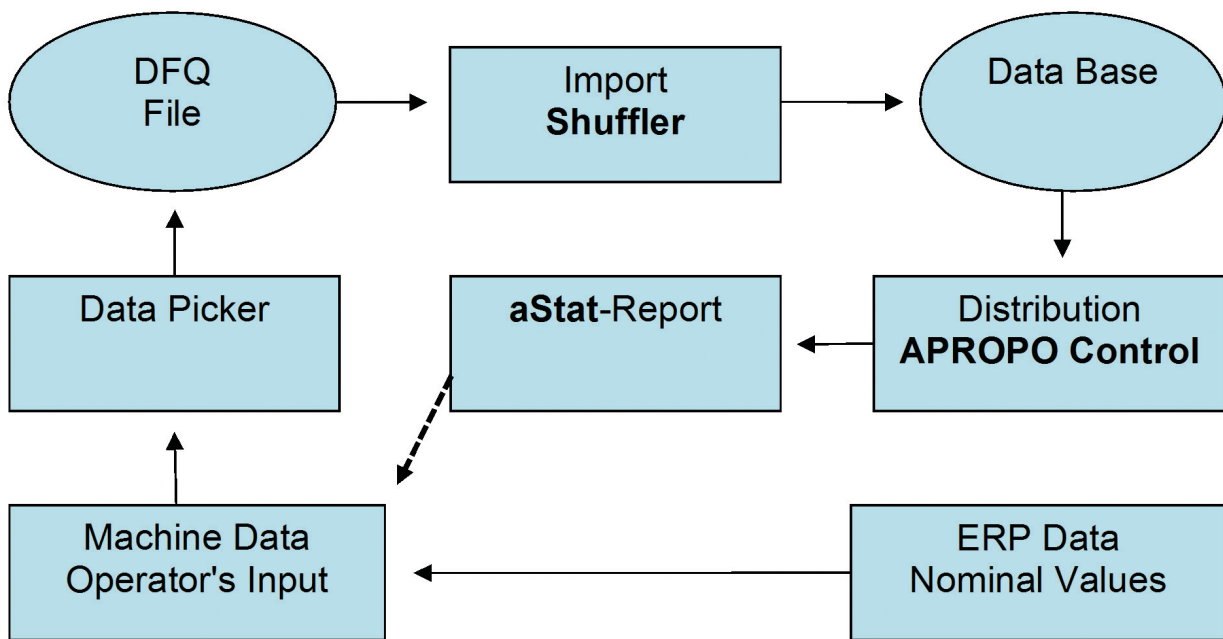 DFQ
File
Import
Shuffler
Data Base
Data Picker
aStat-Report
Distribution
APROPO Control
Machine Data
Operator's Input
ERP Data
Nominal Values